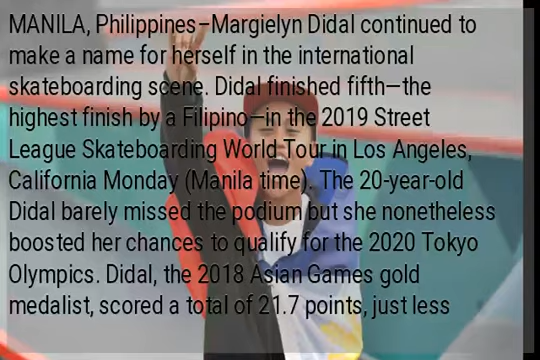 MANILA, Philippines–Margielyn Didal continued to
make a name for herself in the international
skateboarding scene. Didal finished fifth—the
highest finish by a Filipino—in the 2019 Street
League Skateboarding World Tour in Los Angeles,
California Monday (Manila time). The 20-year-old
Didal barely missed the podium but she nonetheless
boosted her chances to qualify for the 2020 Tokyo
Olympics. Didal, the 2018 Asian Games gold
medalist, scored a total of 21.7 points, just less